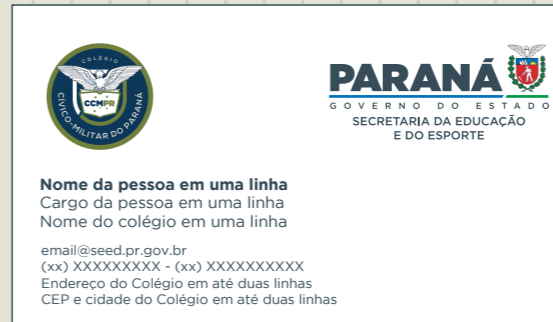 COLÉGIO
CCMPR
CÍVICO-MILITAR DO PARANÁ
PARANÁ
GOVERNO DO ESTADO
SECRETARIA DA EDUCAÇÃO
E DO ESPORTE
Nome da pessoa em uma linha
Cargo da pessoa em uma linha
Nome do colégio em uma linha
email@seed.pr.gov.br
(xx) XXXXXXXXX - (xx) XXXXXXXXXX
Endereço do Colégio em até duas linhas
CEP e cidade do Colégio em até duas linhas